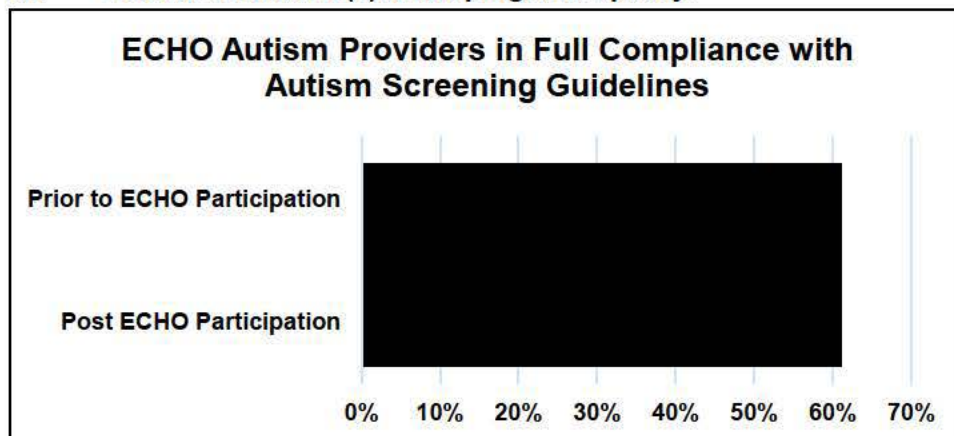 ECHO Autism Providers in Full Compliance with
Autism Screening Guidelines
Prior to ECHO Participation
Post ECHO Participation
0% 10% 20% 30% 40% 50% 60% 70%